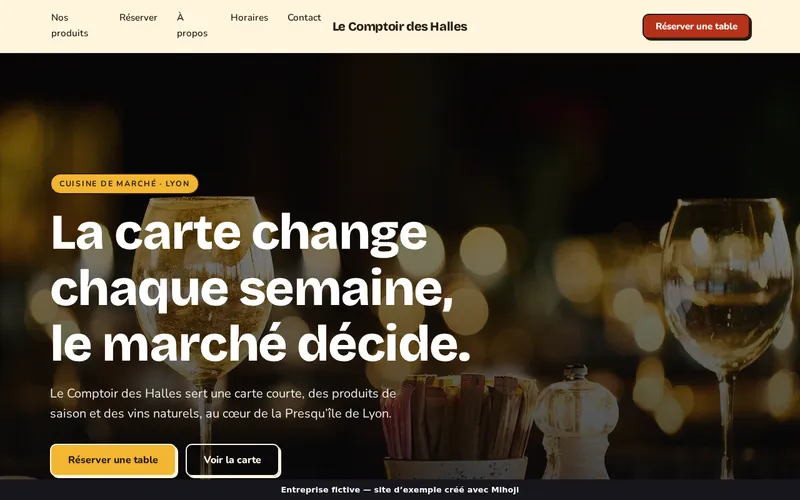 Nos produits
Réserver
À propos
Horaires
Contact
Le Comptoir des Halles
Réserver une table
CUISINE DE MARCHÉ · LYON
La carte change
chaque semaine,
le marché décide.
Le Comptoir des Halles sert une carte courte, des produits de
saison et des vins naturels, au cœur de la Presqu’île de Lyon.
Réserver une table
Voir la carte
Entreprise fictive — site d’exemple créé avec Mihoji